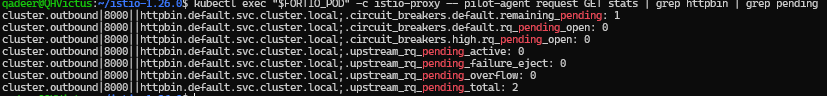 qadeer@QHVictus:~/istio-1.26.0$ kubectl exec "$FORTIO_POD" -c istio-proxy -- pilot-agent request GET stats | grep httpbin | grep pending
cluster.outbound|8000||httpbin.default.svc.cluster.local;.circuit_breakers.default.remaining_pending: 1
cluster.outbound|8000||httpbin.default.svc.cluster.local;.circuit_breakers.default.rq_pending_open: 0
cluster.outbound|8000||httpbin.default.svc.cluster.local;.circuit_breakers.high.rq_pending_open: 0
cluster.outbound|8000||httpbin.default.svc.cluster.local;.upstream_rq_pending_active: 0
cluster.outbound|8000||httpbin.default.svc.cluster.local;.upstream_rq_pending_failure_eject: 0
cluster.outbound|8000||httpbin.default.svc.cluster.local;.upstream_rq_pending_overflow: 0
cluster.outbound|8000||httpbin.default.svc.cluster.local;.upstream_rq_pending_total: 2